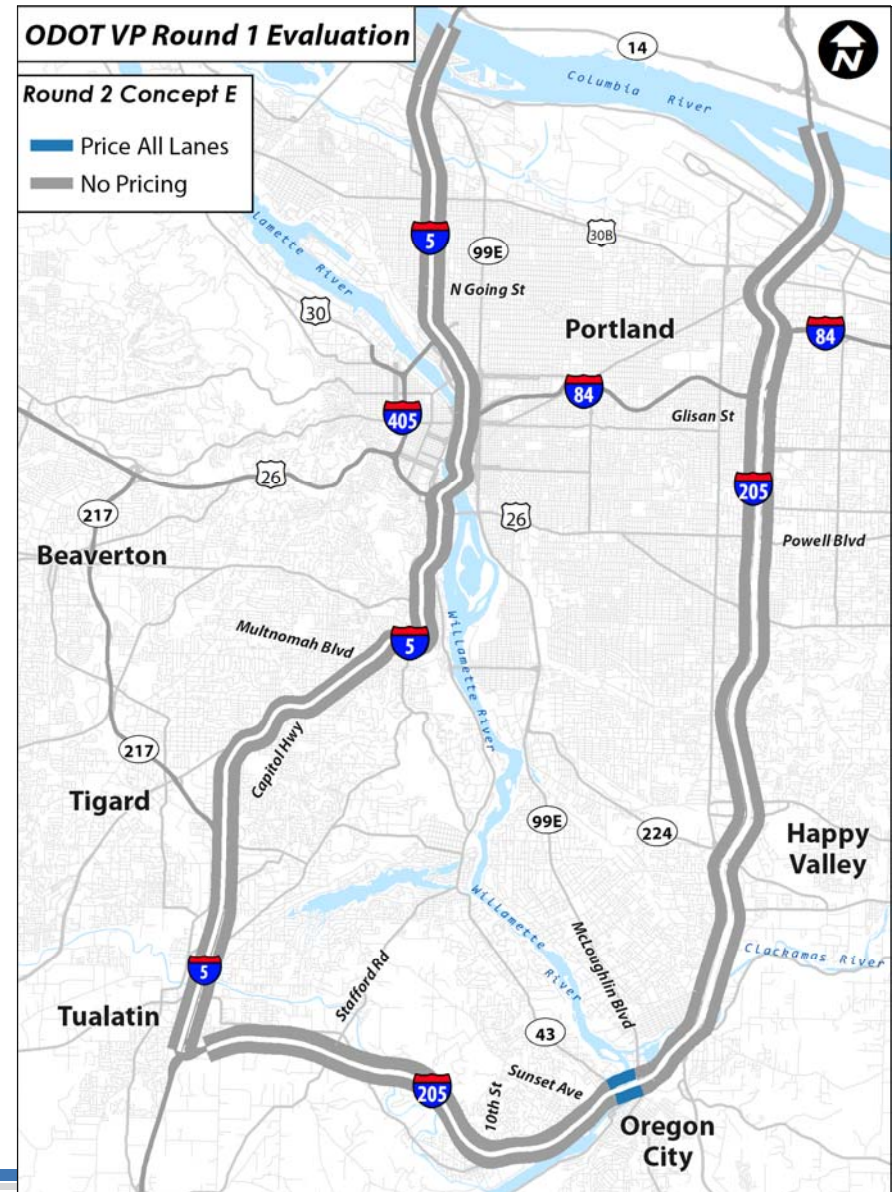 ODOT VP Round 1 Evaluation
Round 2 Concept E
Price All Lanes
No Pricing
N
14
Columbia River
lamette River
5
99E
30B
N Going St
30
Portland
84
84
405
Glisan St
26
205
217
26
Powell Blvd
Beaverton
Multnomah Blvd
5
Willamette River
Capitol Hwy
217
Tigard
99E
224
Happy
Valley
Willamette River
McLoughlin Blvd
Clackamas River
5
Stafford Rd
Tualatin
43
Sunset Ave
10th St
205
Oregon
City